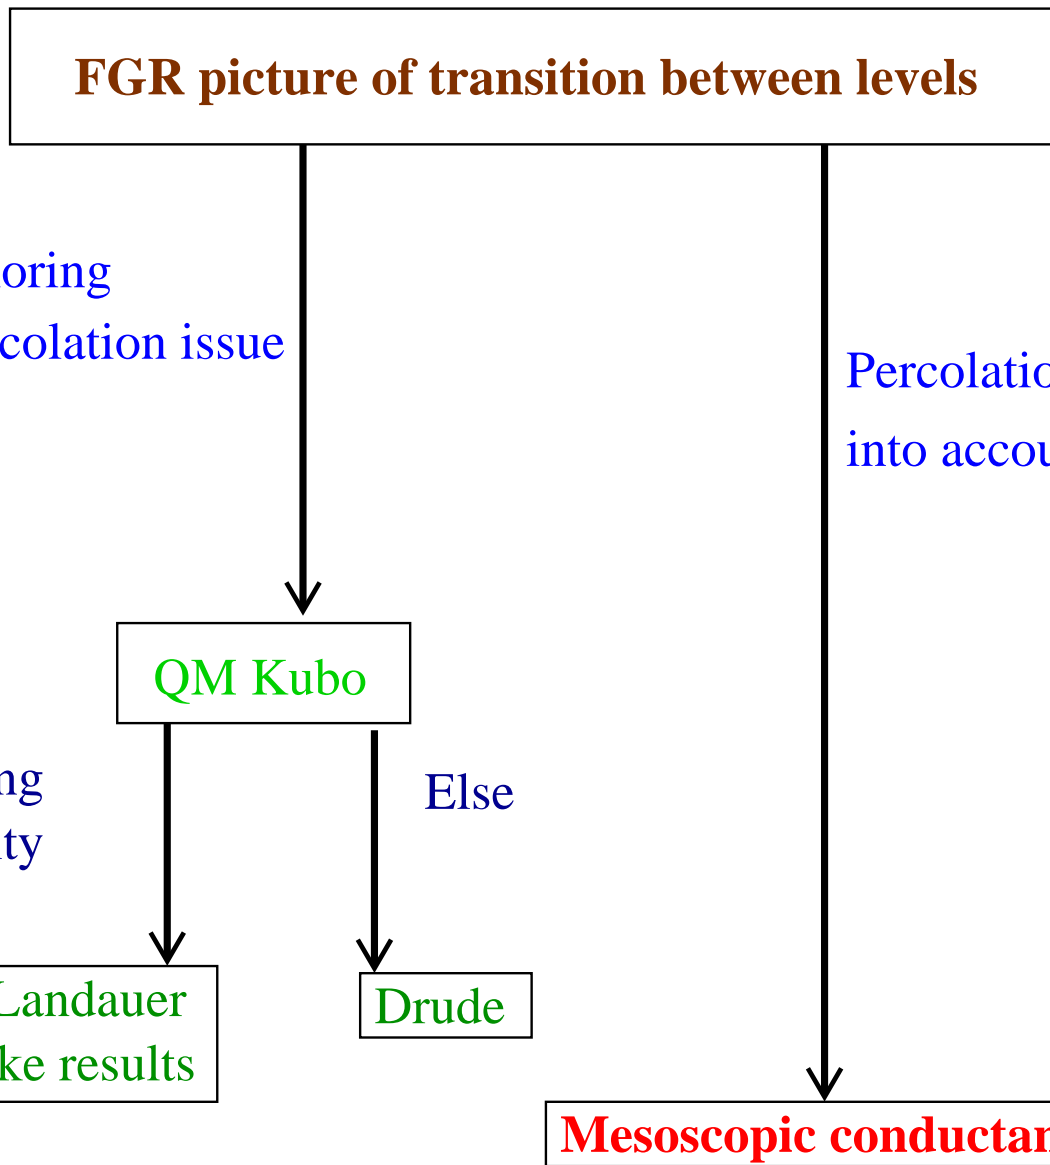 FGR picture of transition between levels
oring
colation issue
Percolatio
into accou
QM Kubo
ng
ity
Else
Landauer
ke results
Drude
Mesoscopic conductan